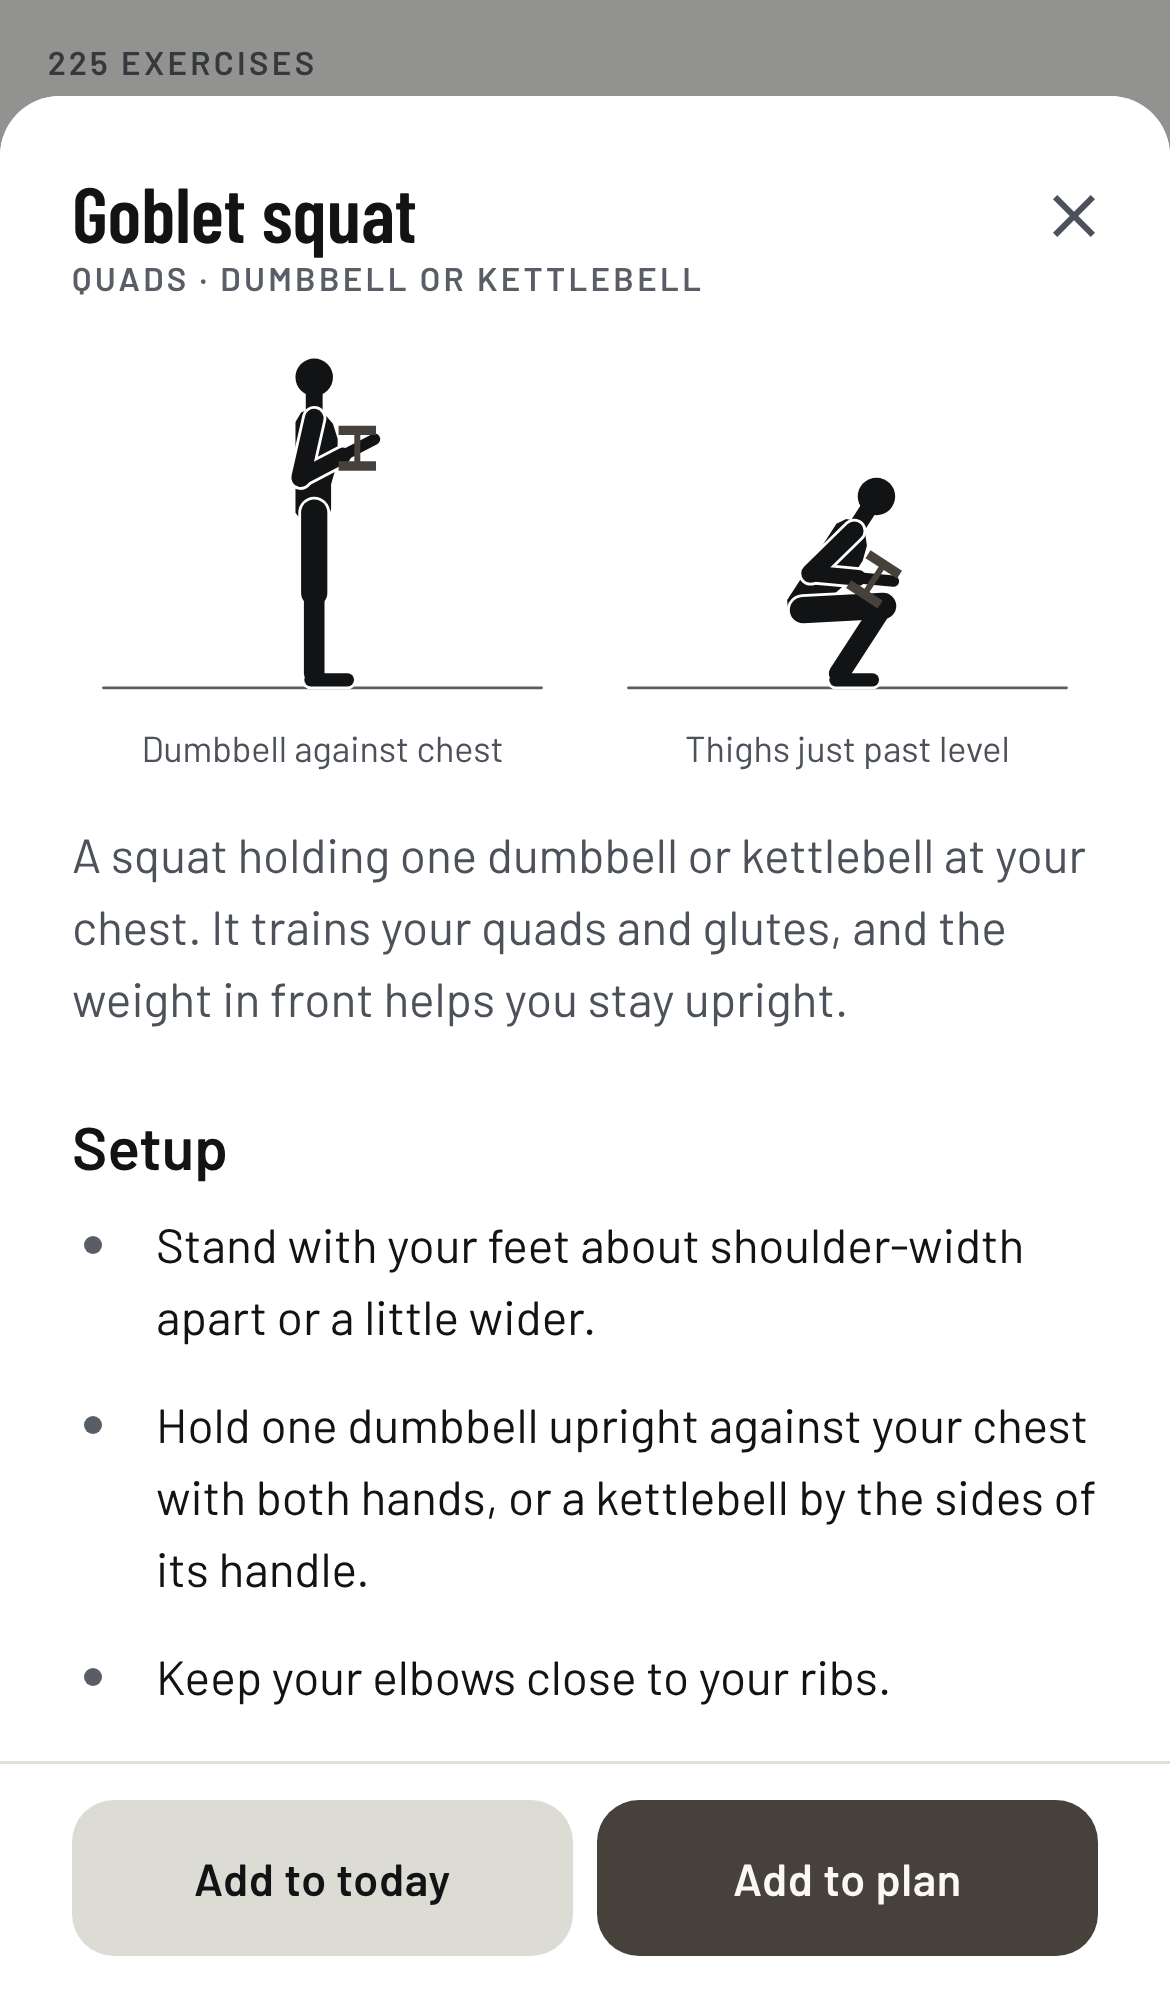 225 EXERCISES
Goblet squat
QUADS · DUMBBELL OR KETTLEBELL
Dumbbell against chest
Thighs just past level
A squat holding one dumbbell or kettlebell at your
chest. It trains your quads and glutes, and the
weight in front helps you stay upright.
Setup
• Stand with your feet about shoulder-width
apart or a little wider.
• Hold one dumbbell upright against your chest
with both hands, or a kettlebell by the sides of
its handle.
• Keep your elbows close to your ribs.
Add to today
Add to plan